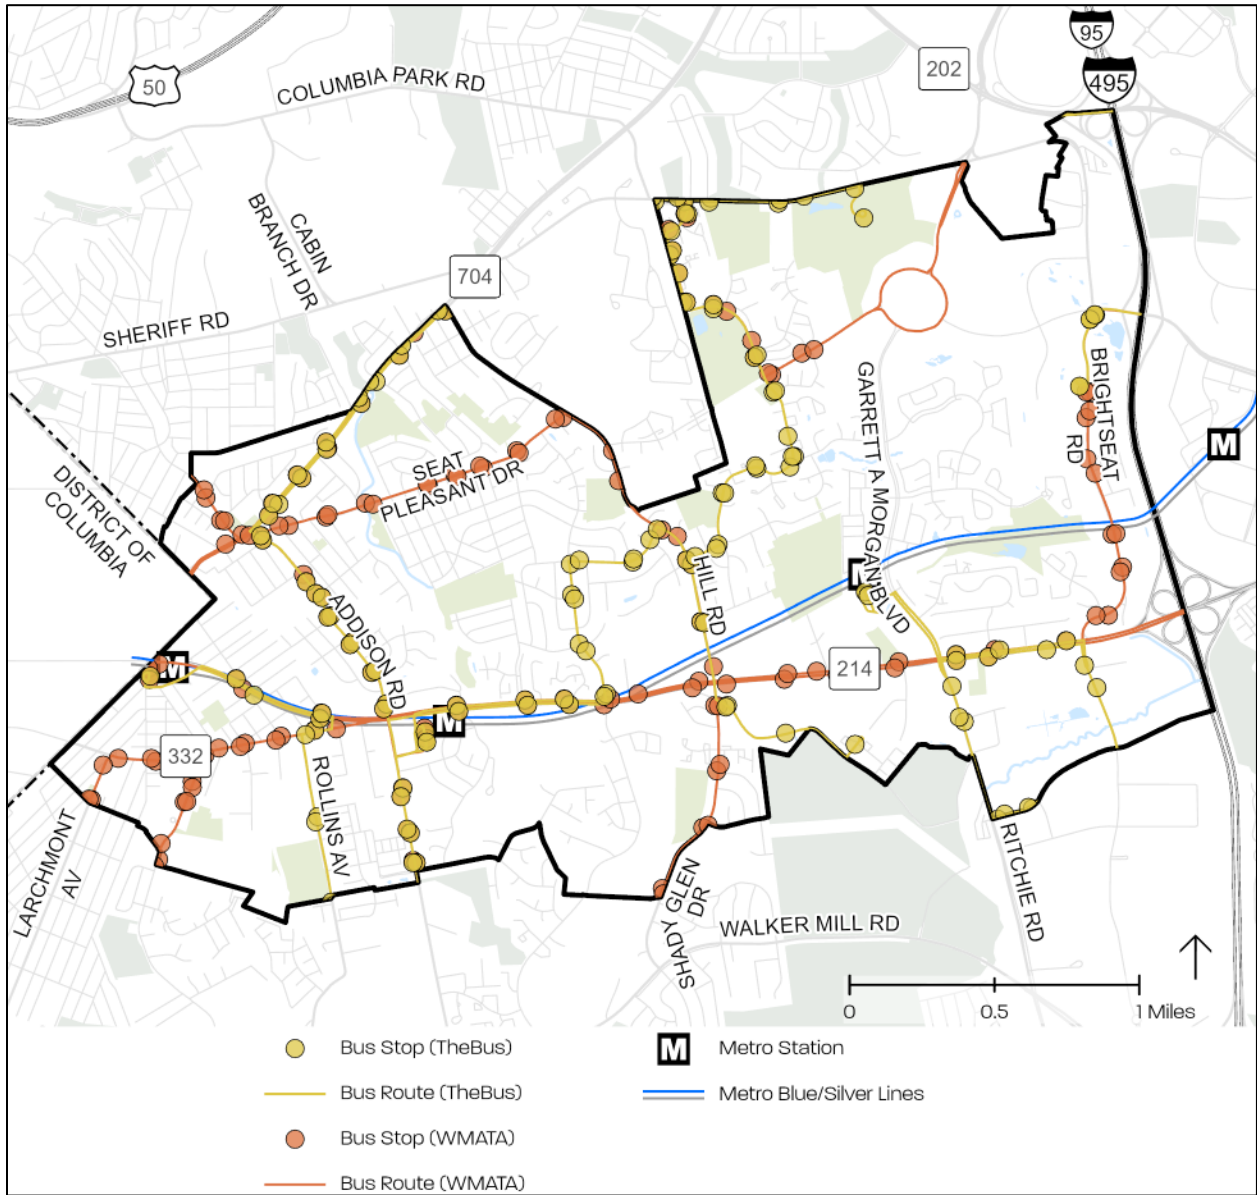 95
50
202
495
COLUMBIA PARK RD
CABIN
BRANCH DR
704
SHERIFF RD
GARRETT A MORGAN BLVD
BRIGHTSEAT
RD
M
SEAT
PLEASANT DR
DISTRICT OF
COLUMBIA
HILL RD
M
ADDISON RD
M
214
M
332
ROLLINS AV
LARCHMONT
AV
SHADY GLEN
DR
RITCHIE RD
WALKER MILL RD
0 0.5 1 Miles
Bus Stop (TheBus)
M Metro Station
Bus Route (TheBus)
Metro Blue/Silver Lines
Bus Stop (WMATA)
Bus Route (WMATA)